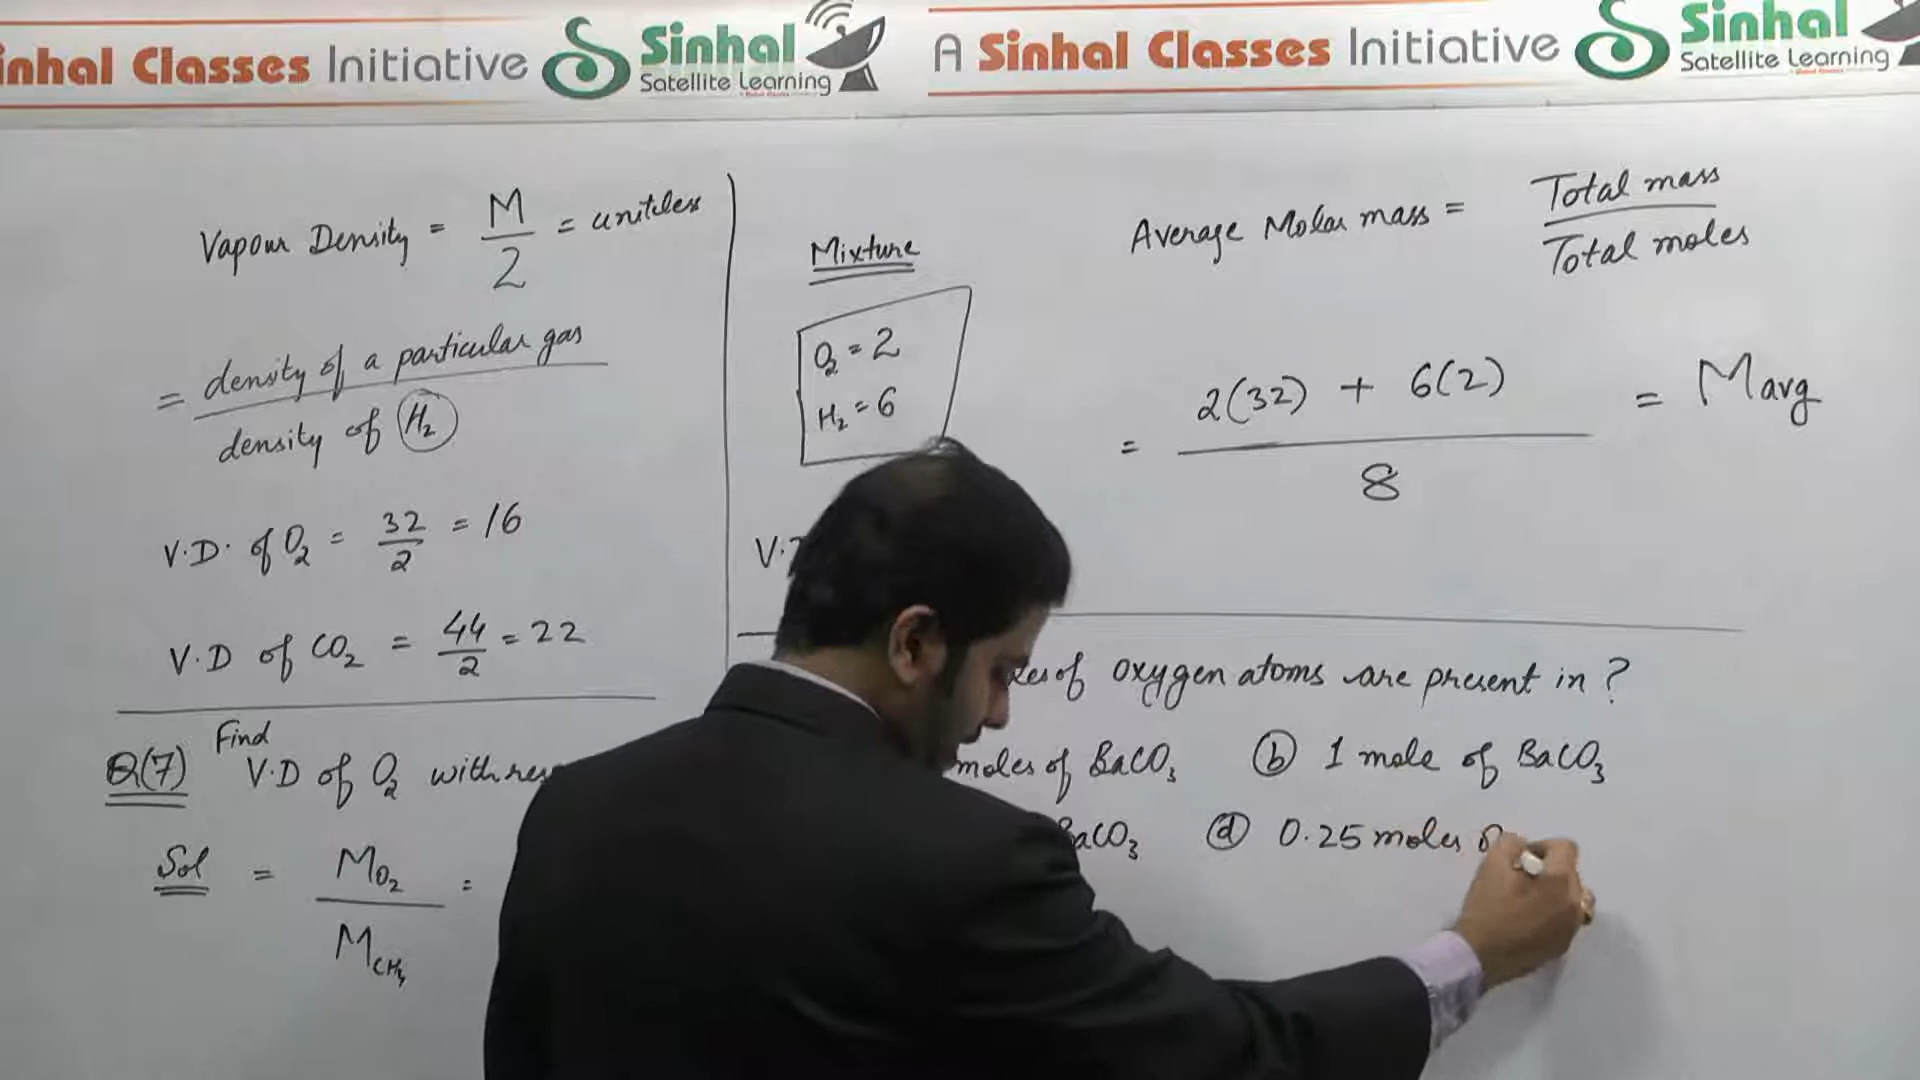 inhal Classes Initiative Sinhal Satellite Learning A Sinhal Classes Initiative Sinhal Satellite Learning
Vapour Density = M/2 = unitless
= density of a particular gas / density of H2
V.D. of O2 = 32/2 = 16
V.D of CO2 = 44/2 = 22
Q(7) Find V.D of O2 with
Sol = MO2 / MCH4 =
Mixture
O2 = 2
H2 = 6
Average Molar mass = Total mass / Total moles
= 2(32) + 6(2) / 8 = Mavg
V.
of oxygen atoms are present in ?
moles of BaCO3 (b) 1 mole of BaCO3
BaCO3 (d) 0.25 moles